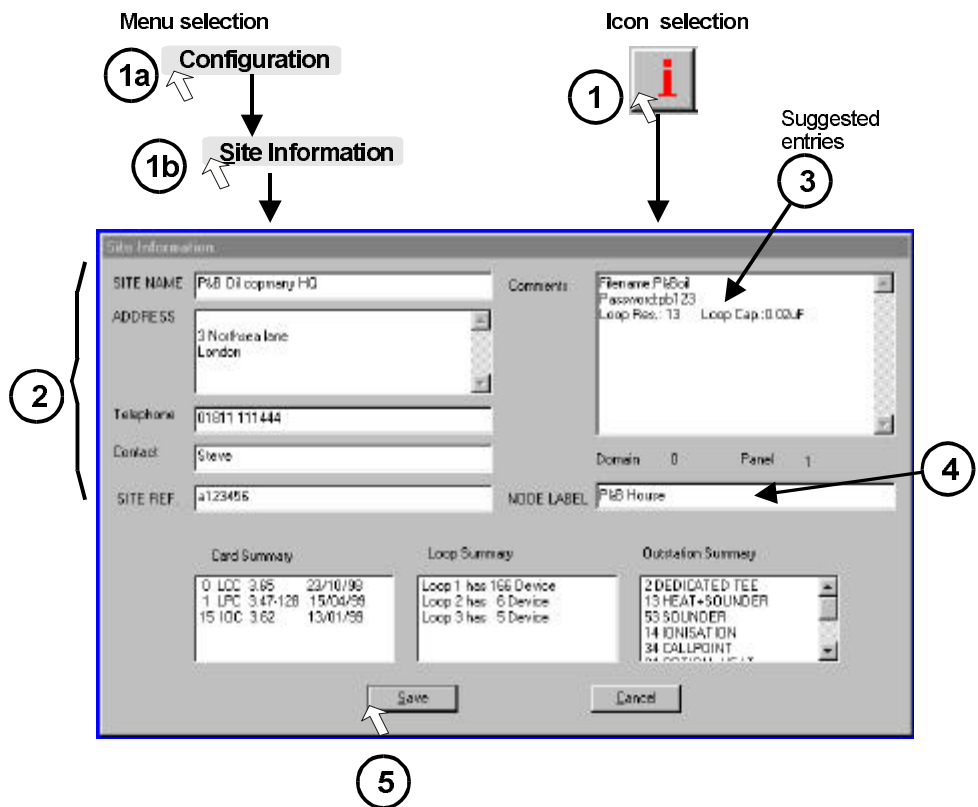 Menu selection
Icon selection
1a
Configuration
1
i
Suggested
entries
1b
Site Information
3
Site Information
2
SITE NAME
P&B Oil copmany HQ
ADDRESS
3 Northsea lane
London
Telephone
01811 111444
Contact
Steve
SITE REF.
a123456
Comments
Filename:P&Boil
Password:pb123
Loop Res.: 13 Loop Cap.:0.02uF
Domain 0 Panel 1
4
NODE LABEL
P&B House
Card Summary
0 LCC 3.65 23/10/98
1 LPC 3.47-128 15/04/99
15 IOC 3.62 13/01/99
Loop Summary
Loop 1 has 166 Device
Loop 2 has 6 Device
Loop 3 has 5 Device
Outstation Summary
2 DEDICATED TEE
13 HEAT+SOUNDER
53 SOUNDER
14 IONISATION
34 CALLPOINT
Save
Cancel
5